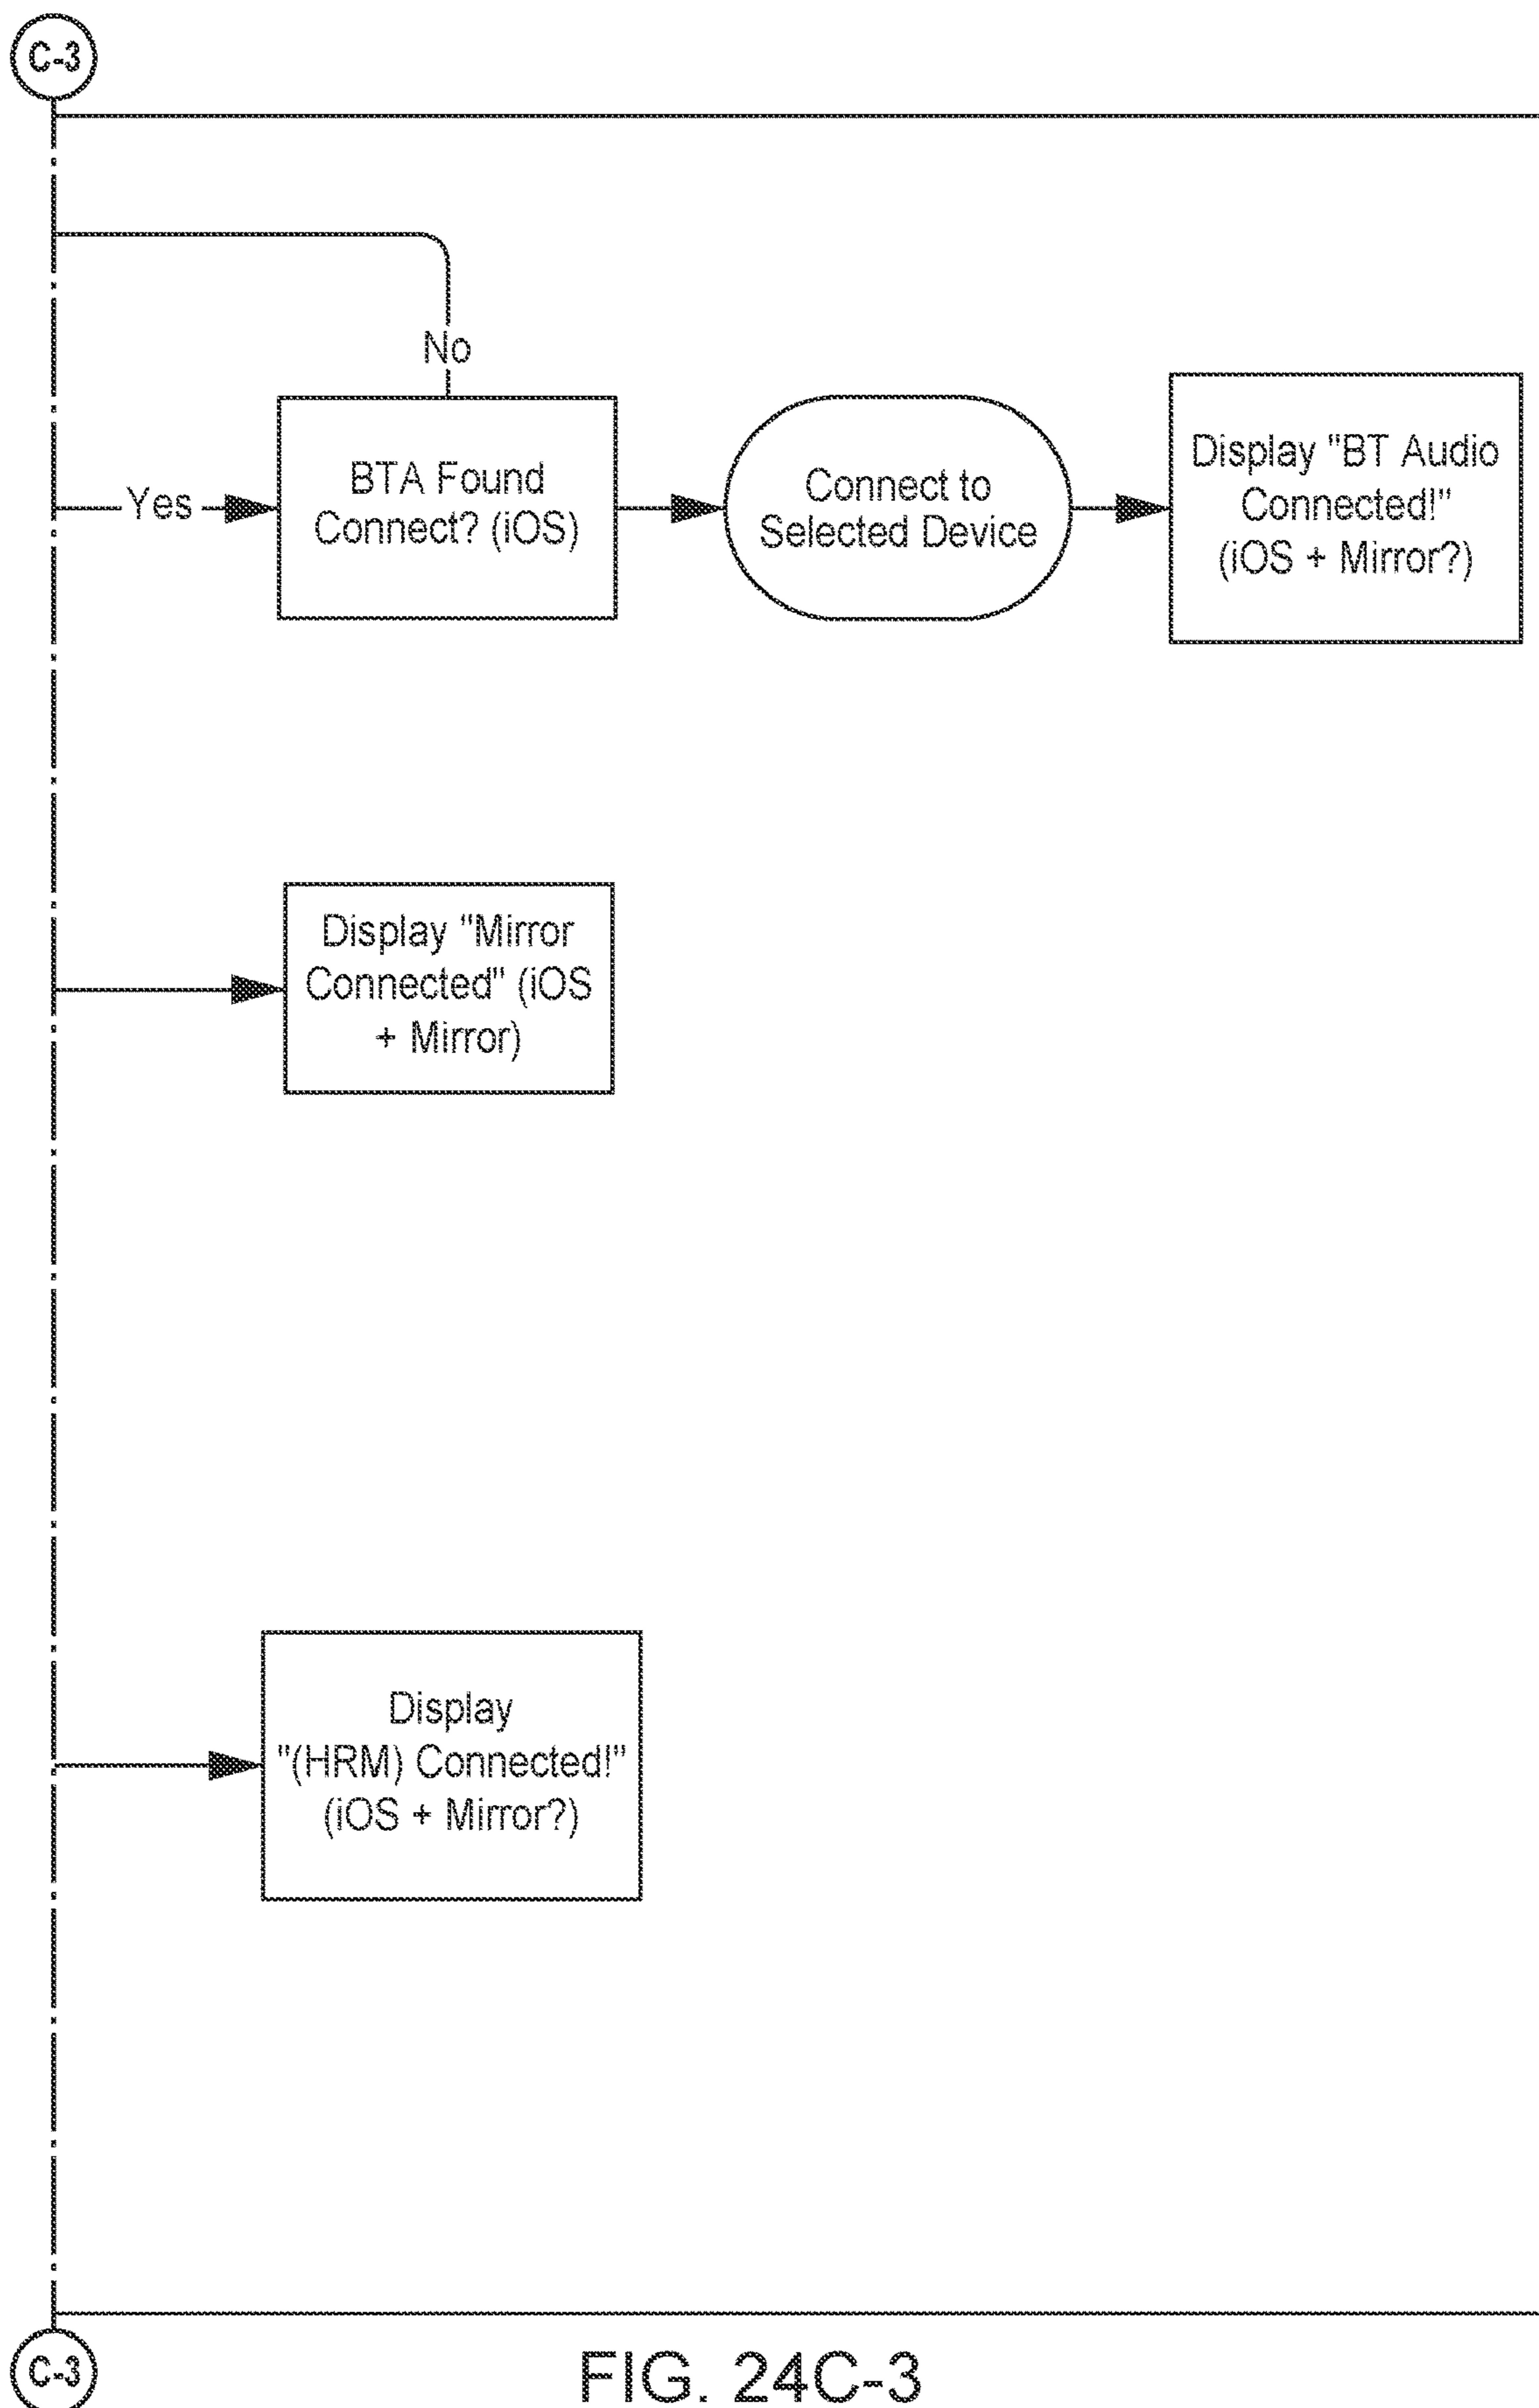 C-3
No
Yes
BTA Found
Connect? (iOS)
Connect to
Selected Device
Display "BT Audio
Connected!"
(iOS + Mirror?)
Display "Mirror
Connected" (iOS
+ Mirror)
Display
"(HRM) Connected!"
(iOS + Mirror?)
C-3
FIG. 24C-3